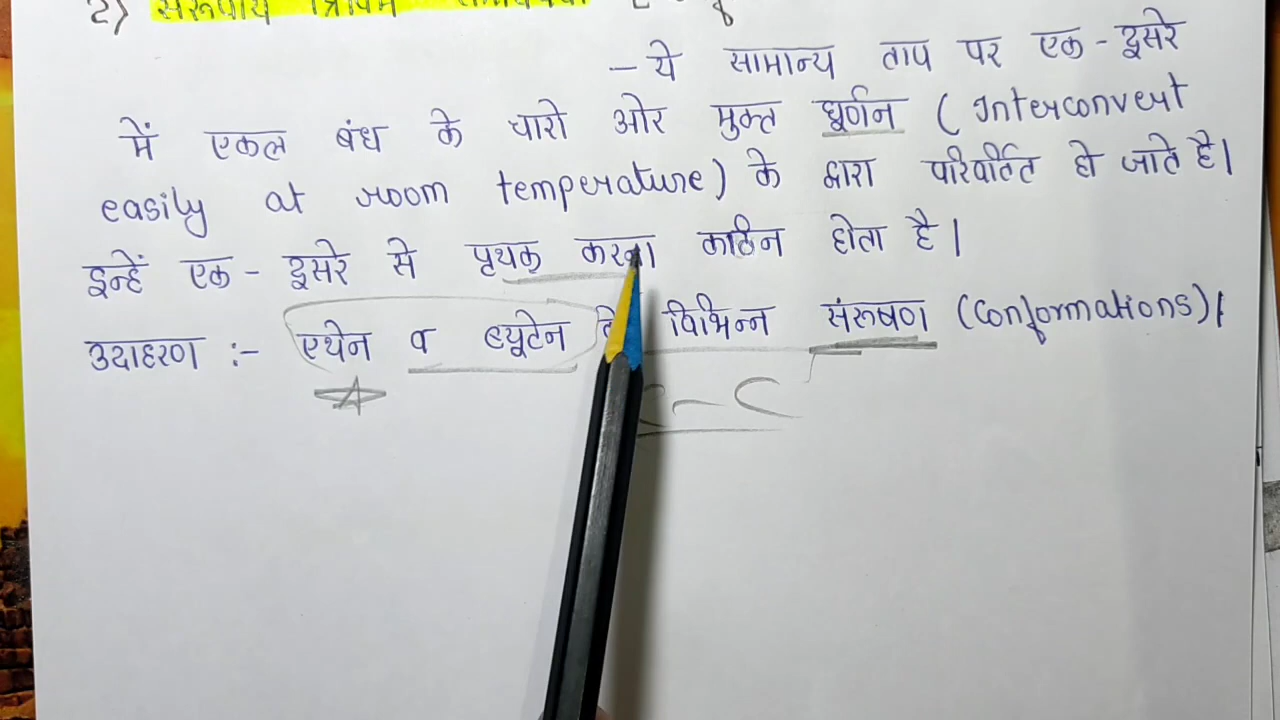 2)
– ये सामान्य ताप पर एक - दूसरे
में एकल बंध के चारो ओर मुक्त घूर्णन ( Interconvert
easily at room temperature) के द्वारा परिवर्तित हो जाते है।
इन्हें एक - दूसरे से पृथक् करना कठिन होता है।
उदाहरण :- एथेन व ब्यूटेन विभिन्न संरूपण (Conformations)।
C – C